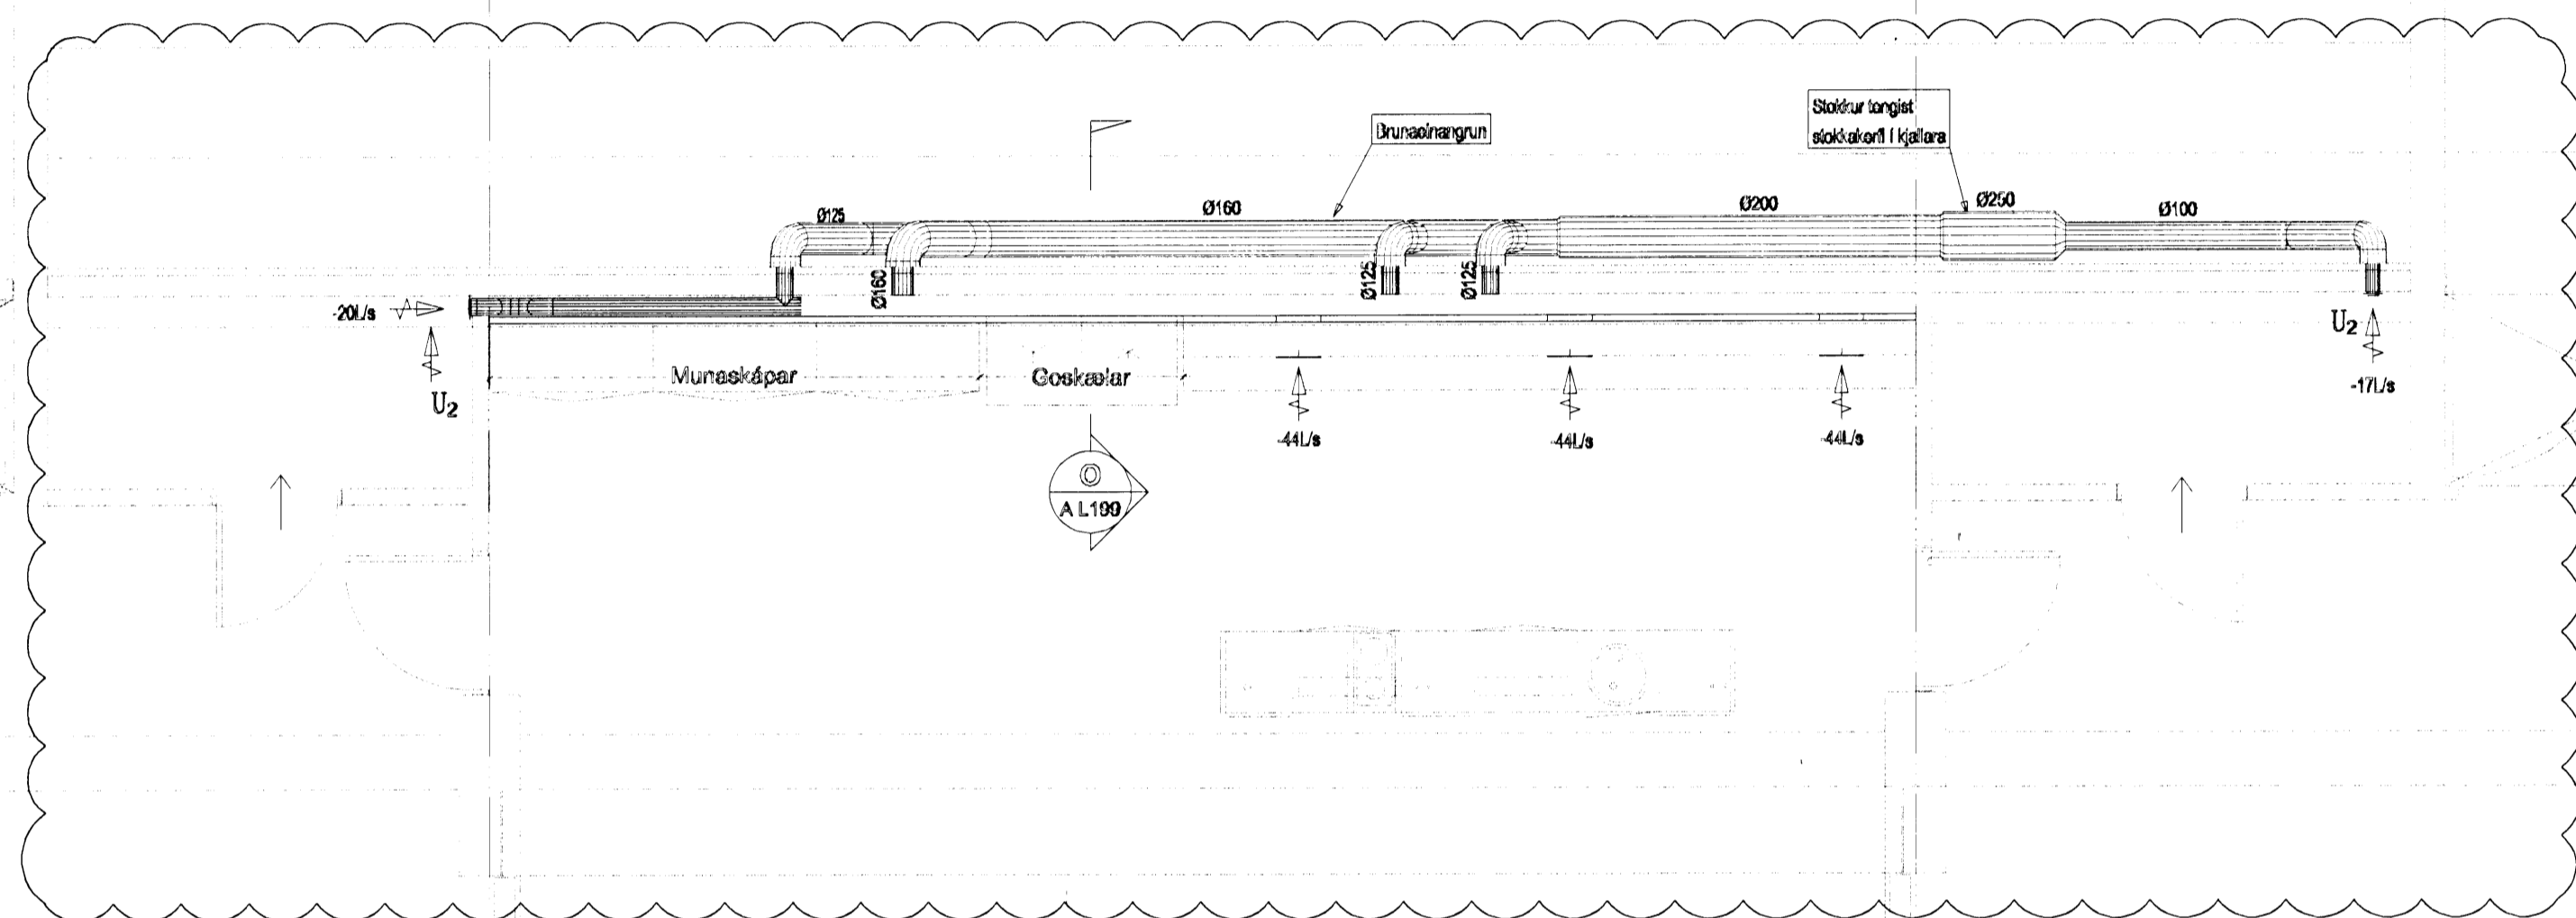 Stokkur tengist
stokkakerfi í kjallara
Brunaeinangrun
Ø125
Ø160
Ø200
Ø250
Ø100
Ø160
Ø125
Ø125
-20L/s
U2
U2
-17L/s
Munaskápar
Goskælar
-44L/s
-44L/s
-44L/s
O
A L199